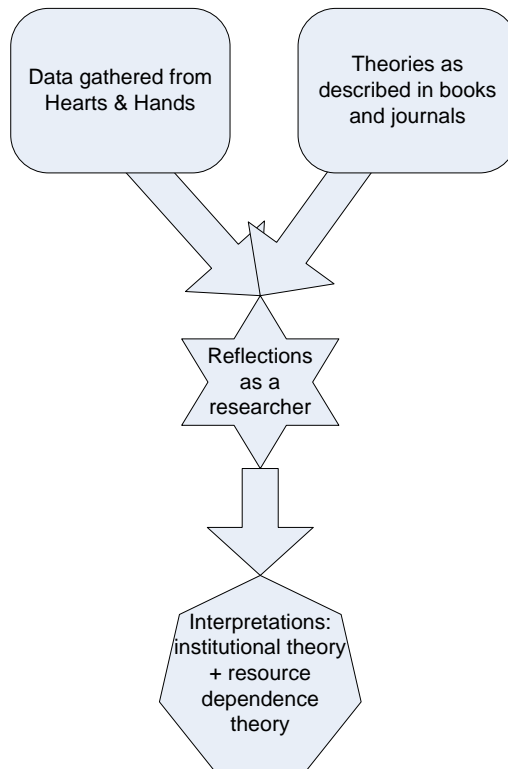 Data gathered from
Hearts & Hands
Theories as
described in books
and journals
Reflections
as a
researcher
Interpretations:
institutional theory
+ resource
dependence
theory